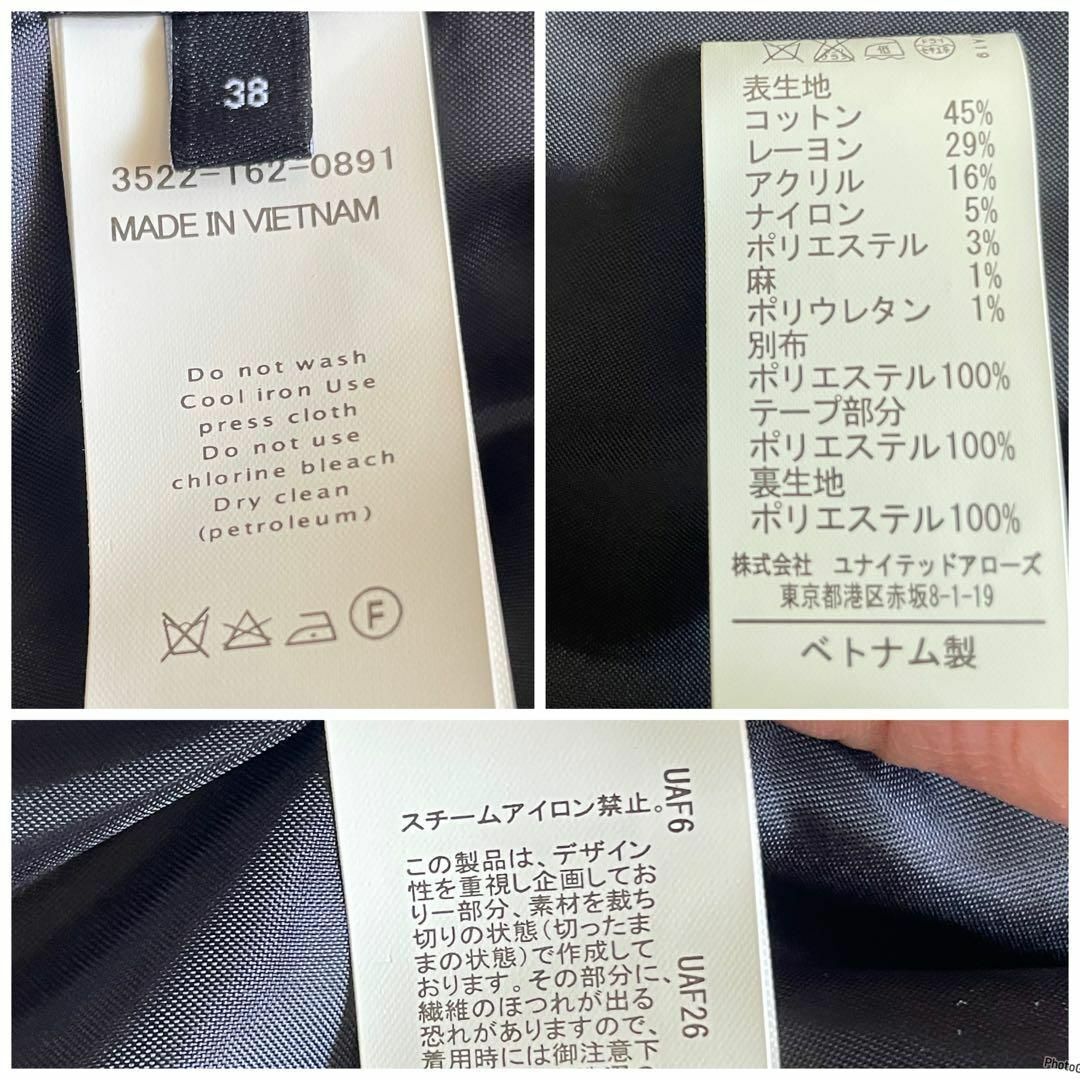 38
3522-162-0891
MADE IN VIETNAM
Do not wash
Cool iron Use
press cloth
Do not use
chlorine bleach
Dry clean
(petroleum)
F
低
表生地
コットン 45%
レーヨン 29%
アクリル 16%
ナイロン 5%
ポリエステル 3%
麻 1%
ポリウレタン 1%
別布
ポリエステル100%
テープ部分
ポリエステル100%
裏生地
ポリエステル100%
株式会社 ユナイテッドアローズ
東京都港区赤坂8-1-19
ベトナム製
スチームアイロン禁止。
この製品は、デザイン
性を重視し企画してお
り一部分、素材を裁ち
切りの状態(切ったま
まの状態)で作成して
おります。その部分に、
繊維のほつれが出る
恐れがありますので、
着用時には御注意下
UAF6
UAF26